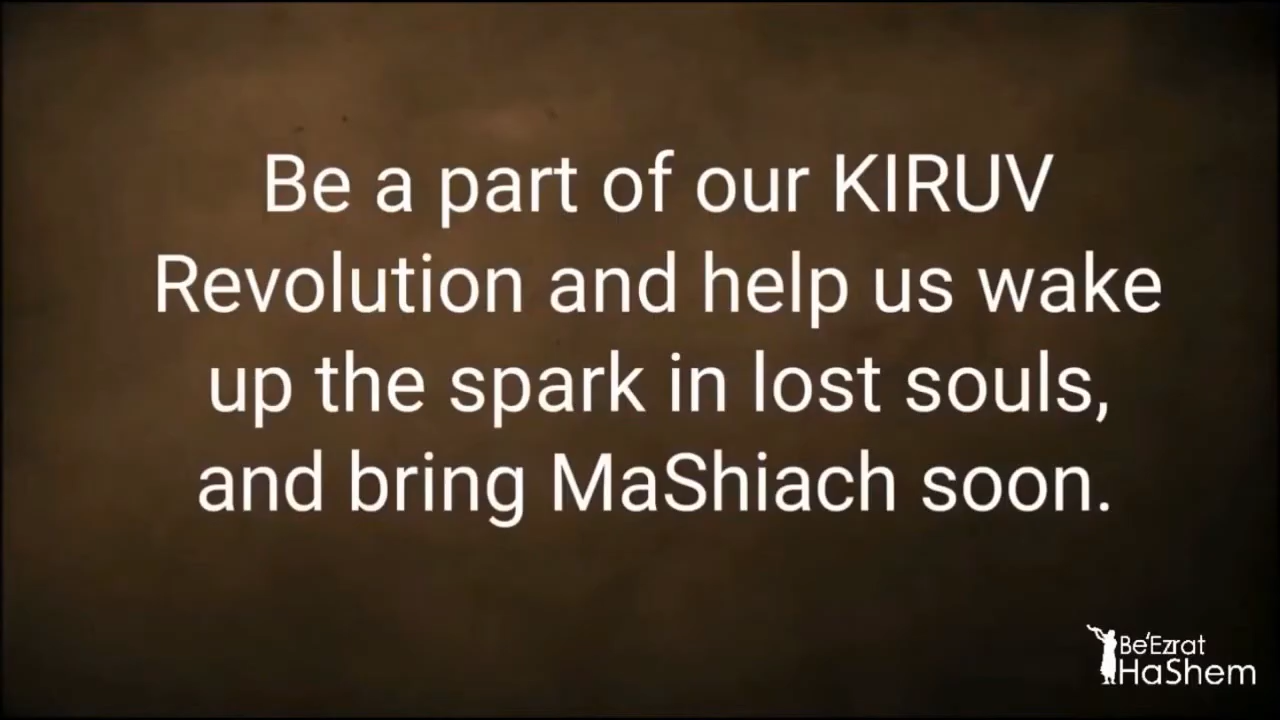 Be a part of our KIRUV
Revolution and help us wake
up the spark in lost souls,
and bring MaShiach soon.
Be'Ezrat
HaShem